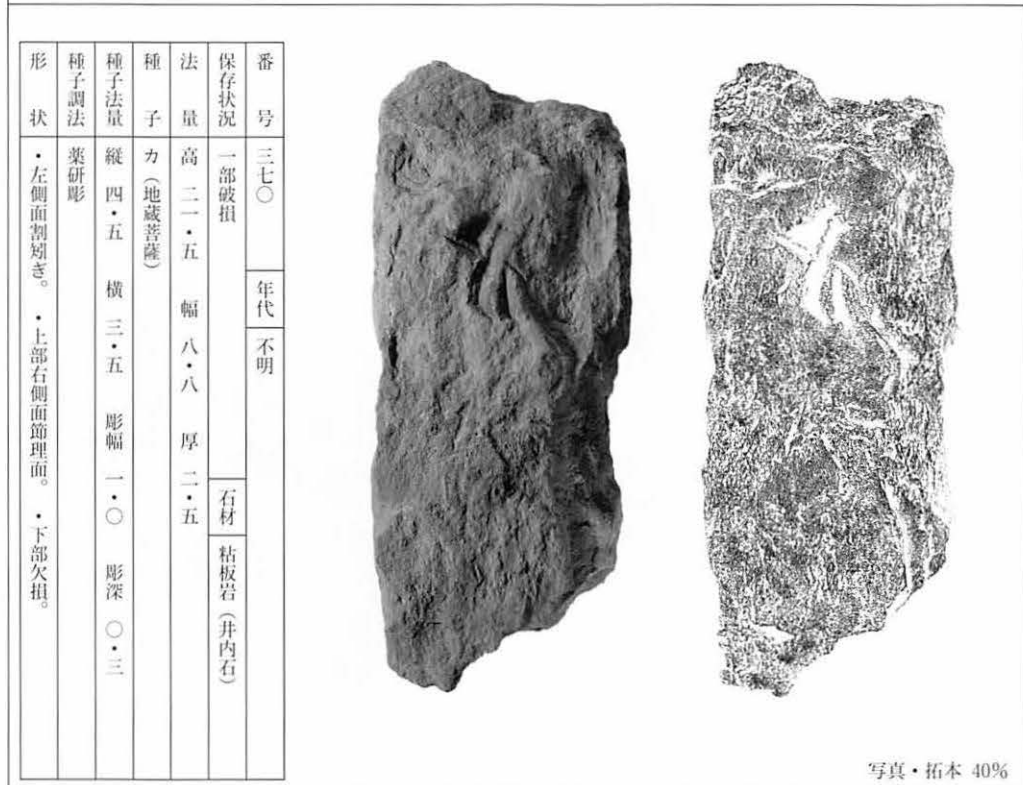 番号 三七〇 年代 不明
保存状況 一部破損 石材 粘板岩（井内石）
法量 高 二一・五 幅 八・八 厚 二・五
種子 カ（地蔵菩薩）
種子法量 縦 四・五 横 三・五 彫幅 一・〇 彫深 〇・三
種子調法 薬研彫
形状 ・左側面割矧ぎ。 ・上部右側面節理面。 ・下部欠損。
写真・拓本 40%